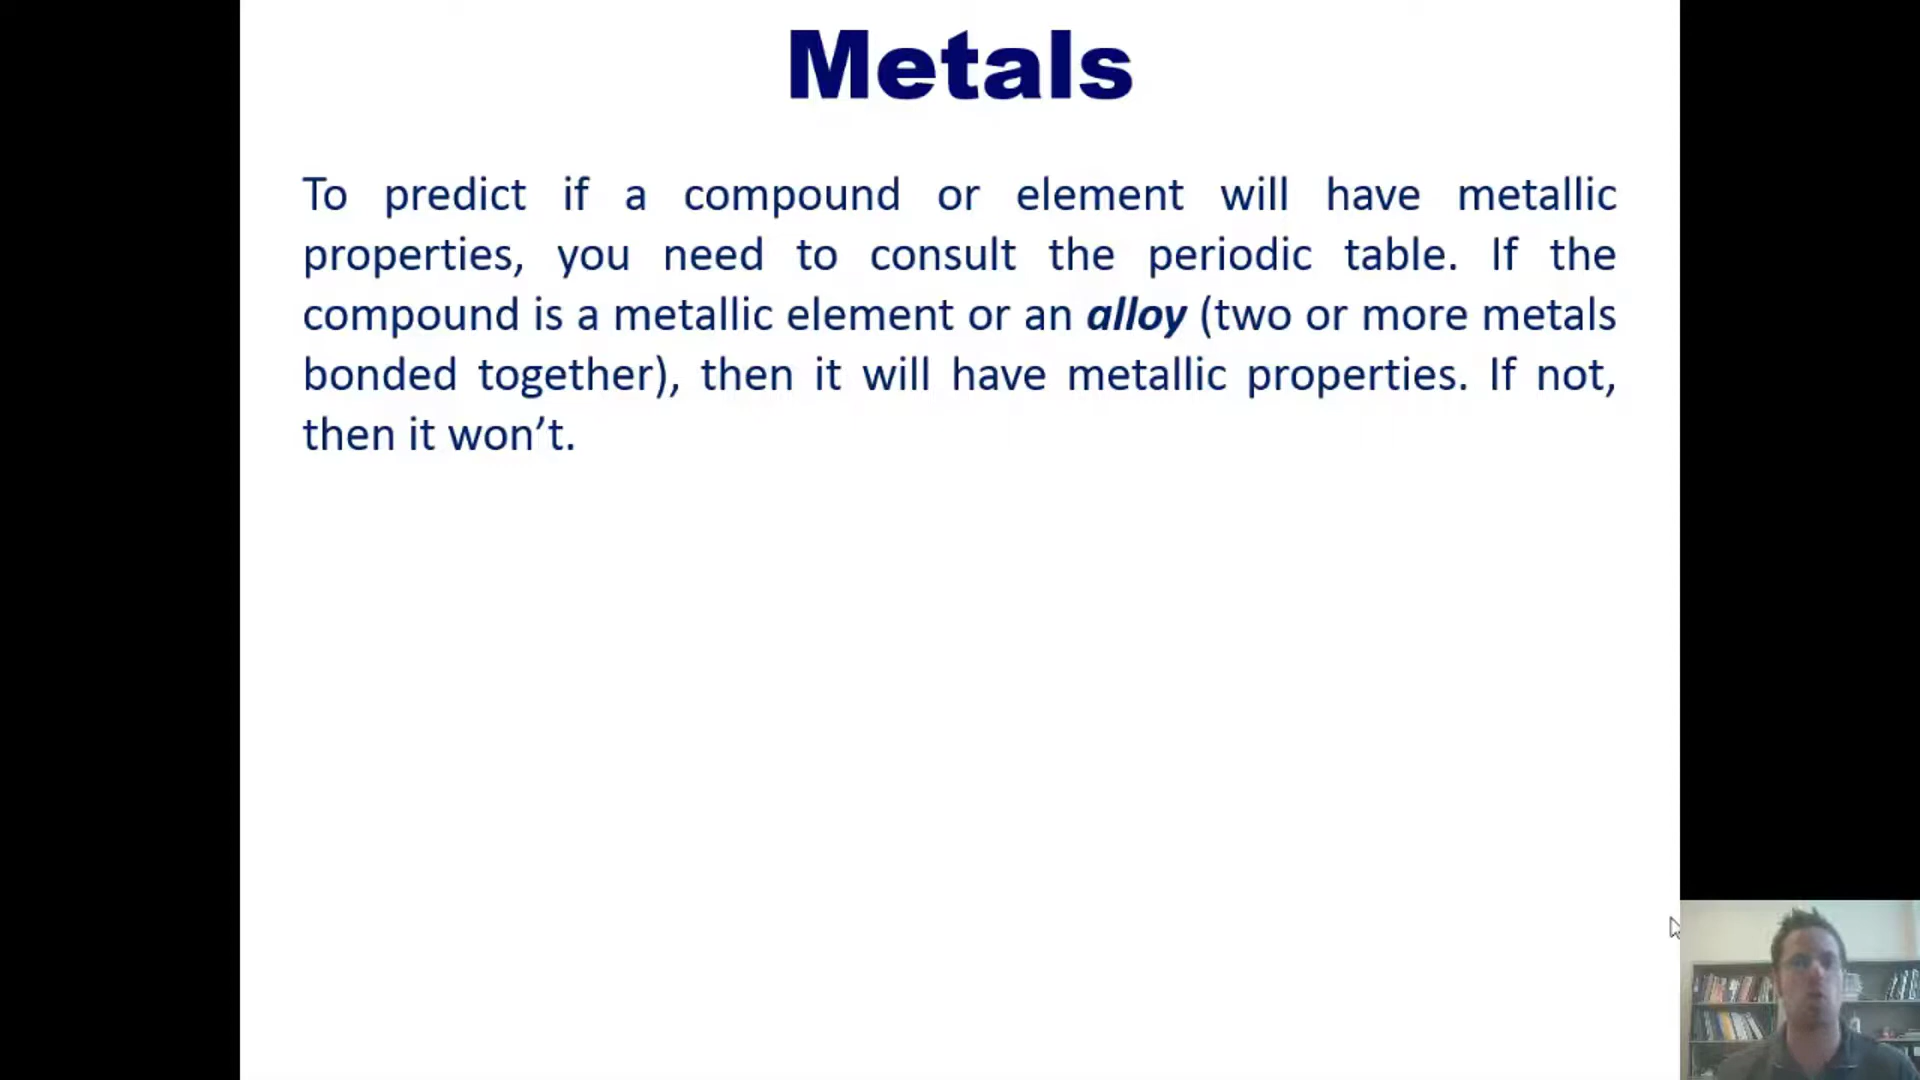 Metals
To predict if a compound or element will have metallic
properties, you need to consult the periodic table. If the
compound is a metallic element or an alloy (two or more metals
bonded together), then it will have metallic properties. If not,
then it won’t.